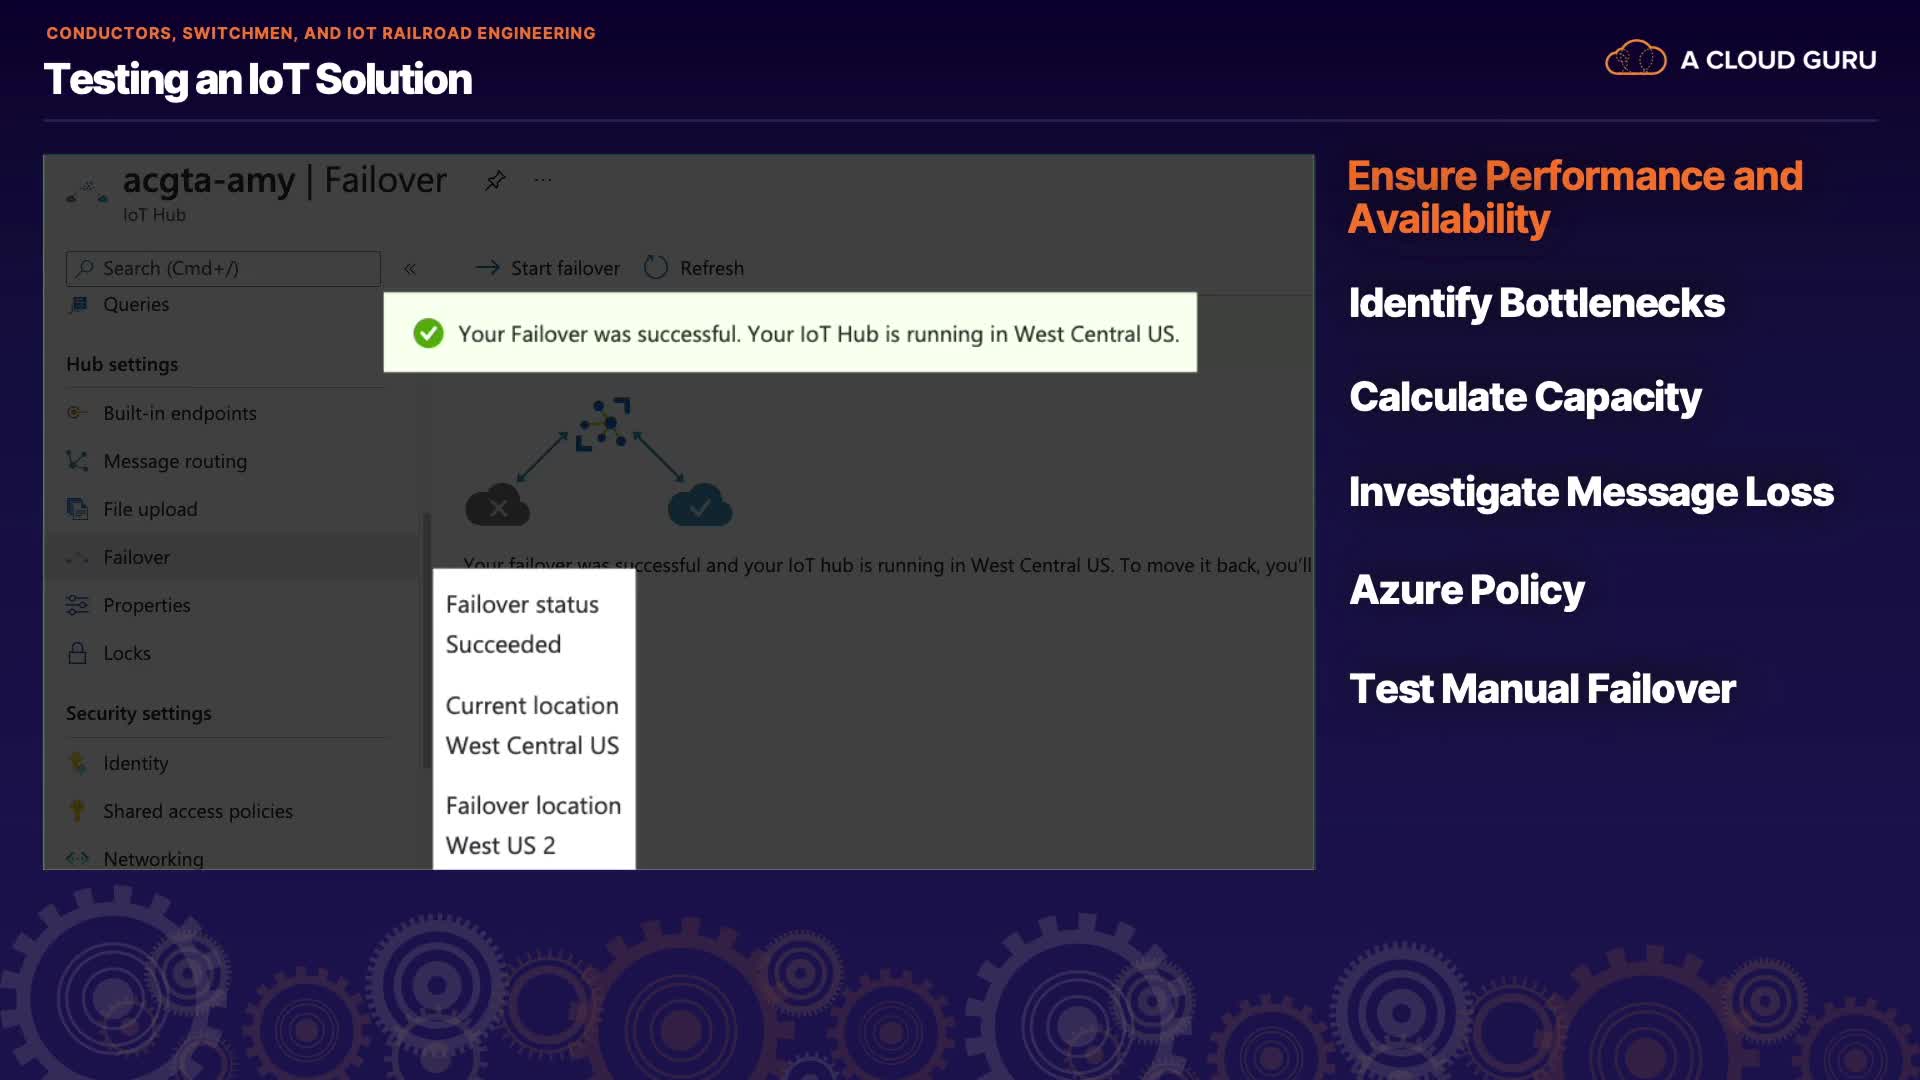 CONDUCTORS, SWITCHMEN, AND IOT RAILROAD ENGINEERING
Testing an IoT Solution
A CLOUD GURU
acgta-amy | Failover
IoT Hub
Search (Cmd+/)
«
Start failover
Refresh
Queries
Your Failover was successful. Your IoT Hub is running in West Central US.
Hub settings
Built-in endpoints
Message routing
File upload
Failover
Properties
Locks
Security settings
Identity
Shared access policies
Networking
Your failover was successful and your IoT hub is running in West Central US. To move it back, you'll
Failover status
Succeeded
Current location
West Central US
Failover location
West US 2
Ensure Performance and
Availability
Identify Bottlenecks
Calculate Capacity
Investigate Message Loss
Azure Policy
Test Manual Failover